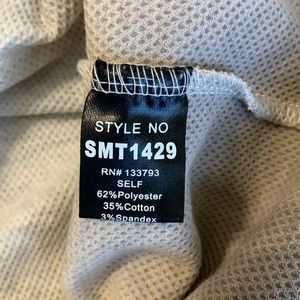 STYLE NO
SMT1429
RN# 133793
SELF
62%Polyester
35%Cotton
3%Spandex